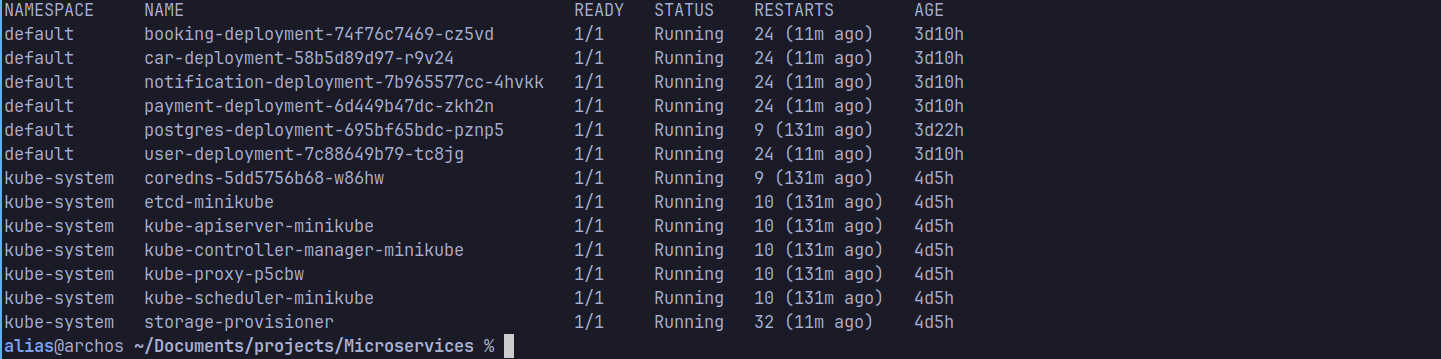 NAMESPACE     NAME                                       READY   STATUS    RESTARTS        AGE
default       booking-deployment-74f76c7469-cz5vd        1/1     Running   24 (11m ago)    3d10h
default       car-deployment-58b5d89d97-r9v24            1/1     Running   24 (11m ago)    3d10h
default       notification-deployment-7b965577cc-4hvkk   1/1     Running   24 (11m ago)    3d10h
default       payment-deployment-6d449b47dc-zkh2n        1/1     Running   24 (11m ago)    3d10h
default       postgres-deployment-695bf65bdc-pznp5       1/1     Running   9 (131m ago)    3d22h
default       user-deployment-7c88649b79-tc8jg           1/1     Running   24 (11m ago)    3d10h
kube-system   coredns-5dd5756b68-w86hw                   1/1     Running   9 (131m ago)    4d5h
kube-system   etcd-minikube                              1/1     Running   10 (131m ago)   4d5h
kube-system   kube-apiserver-minikube                    1/1     Running   10 (131m ago)   4d5h
kube-system   kube-controller-manager-minikube           1/1     Running   10 (131m ago)   4d5h
kube-system   kube-proxy-p5cbw                           1/1     Running   10 (131m ago)   4d5h
kube-system   kube-scheduler-minikube                    1/1     Running   10 (131m ago)   4d5h
kube-system   storage-provisioner                        1/1     Running   32 (11m ago)    4d5h
alias@archos ~/Documents/projects/Microservices %